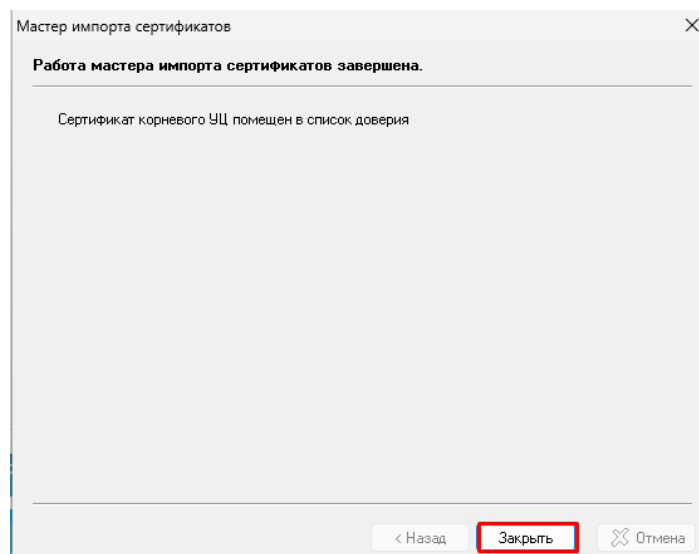 Мастер импорта сертификатов
Работа мастера импорта сертификатов завершена.
Сертификат корневого УЦ помещен в список доверия
< Назад
Закрыть
Отмена